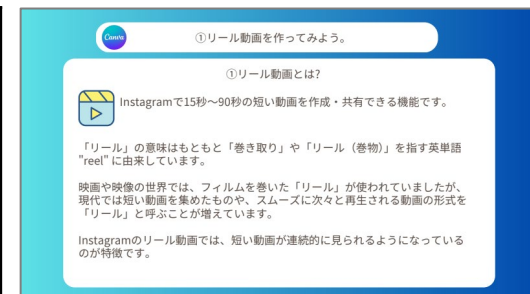 Canva
①リール動画を作ってみよう。
①リール動画とは?
Instagramで15秒～90秒の短い動画を作成・共有できる機能です。
「リール」の意味はもともと「巻き取り」や「リール（巻物）」を指す英単語
"reel" に由来しています。
映画や映像の世界では、フィルムを巻いた「リール」が使われていましたが、
現代では短い動画を集めたものや、スムーズに次々と再生される動画の形式を
「リール」と呼ぶことが増えています。
Instagramのリール動画では、短い動画が連続的に見られるようになっている
のが特徴です。